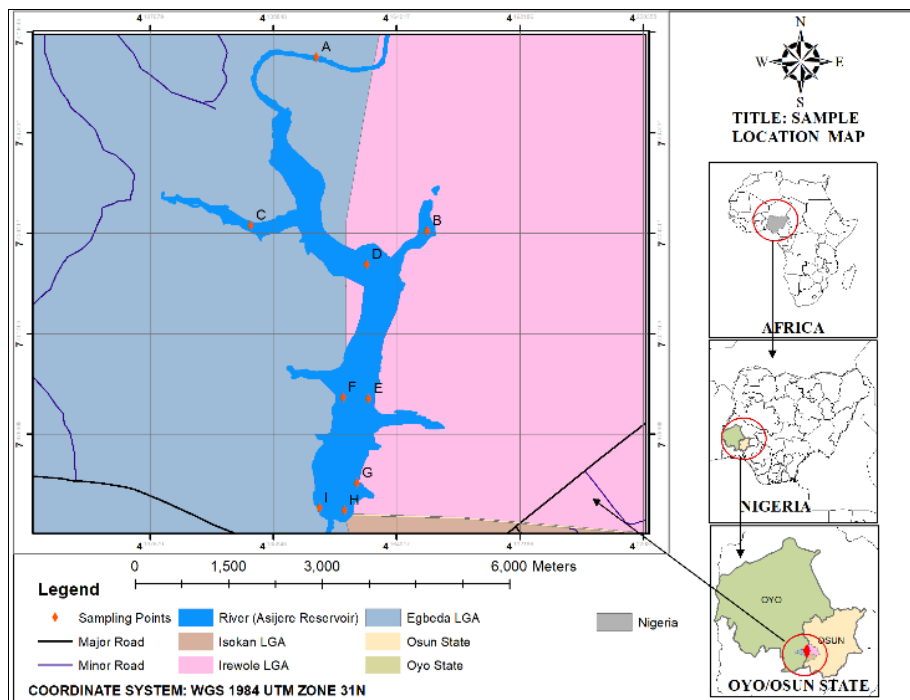 A
B
C
D
E
F
G
H
I
N
W
E
S
TITLE: SAMPLE
LOCATION MAP
AFRICA
NIGERIA
OYO
OSUN
OYO/OSUN STATE
0 1,500 3,000 6,000 Meters
Legend
Sampling Points
Major Road
Minor Road
River (Asijere Reservoir)
Isokan LGA
Irewole LGA
Egbeda LGA
Osun State
Oyo State
Nigeria
COORDINATE SYSTEM: WGS 1984 UTM ZONE 31N